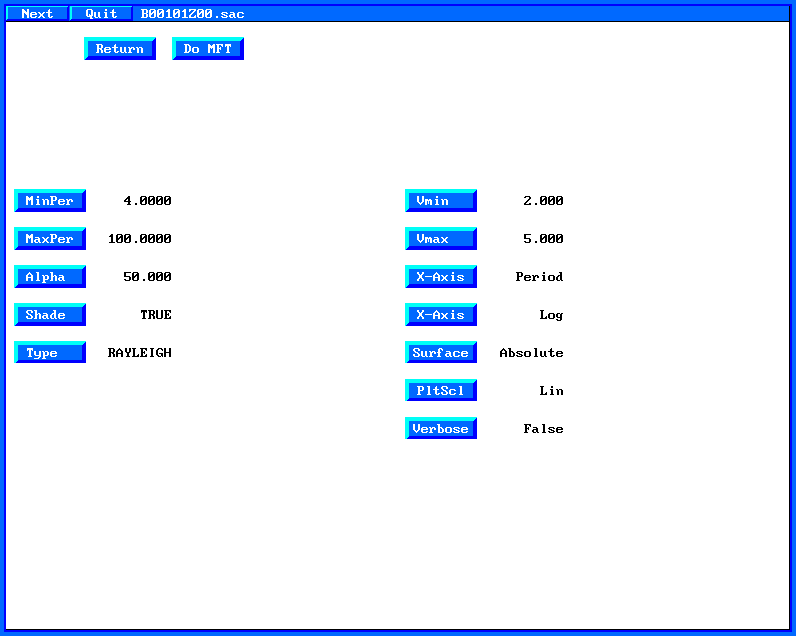 Next Quit B00101Z00.sac
Return Do MFT
MinPer 4.0000 Vmin 2.000
MaxPer 100.0000 Vmax 5.000
Alpha 50.000 X-Axis Period
Shade TRUE X-Axis Log
Type RAYLEIGH Surface Absolute
PltScl Lin
Verbose False